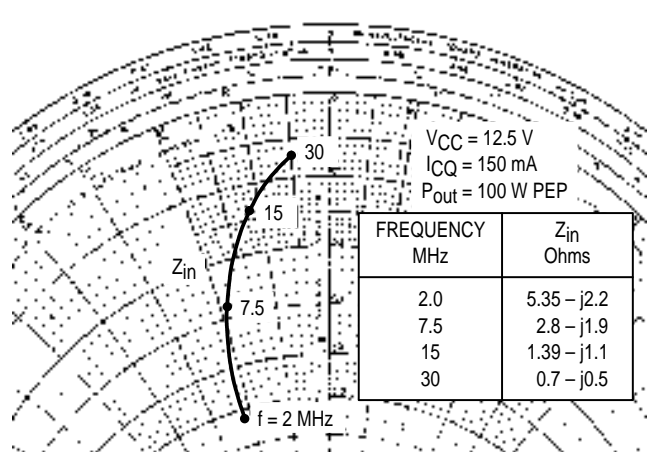 30
15
Zin
7.5
f = 2 MHz
VCC = 12.5 V
ICQ = 150 mA
Pout = 100 W PEP
FREQUENCY MHz Zin Ohms
2.0 5.35 – j2.2
7.5 2.8 – j1.9
15 1.39 – j1.1
30 0.7 – j0.5